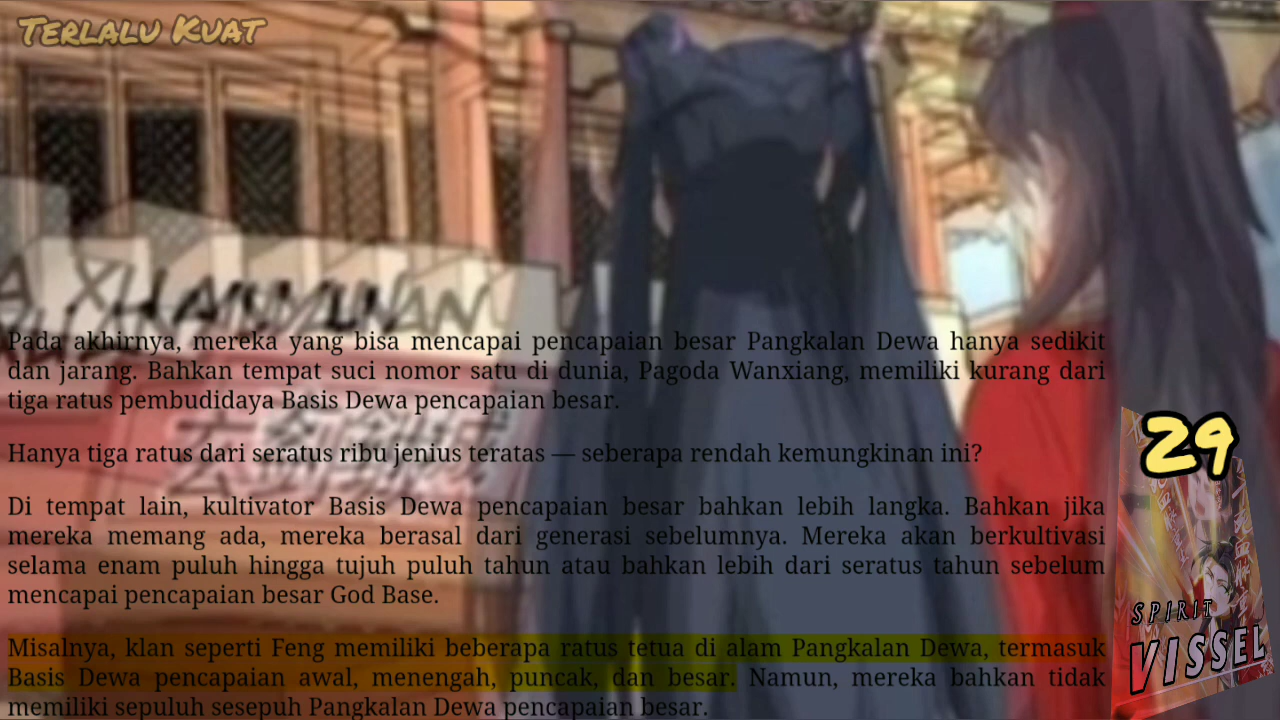 Terlalu Kuat
Pada akhirnya, mereka yang bisa mencapai pencapaian besar Pangkalan Dewa hanya sedikit
dan jarang. Bahkan tempat suci nomor satu di dunia, Pagoda Wanxiang, memiliki kurang dari
tiga ratus pembudidaya Basis Dewa pencapaian besar.
Hanya tiga ratus dari seratus ribu jenius teratas — seberapa rendah kemungkinan ini?
Di tempat lain, kultivator Basis Dewa pencapaian besar bahkan lebih langka. Bahkan jika
mereka memang ada, mereka berasal dari generasi sebelumnya. Mereka akan berkultivasi
selama enam puluh hingga tujuh puluh tahun atau bahkan lebih dari seratus tahun sebelum
mencapai pencapaian besar God Base.
Misalnya, klan seperti Feng memiliki beberapa ratus tetua di alam Pangkalan Dewa, termasuk
Basis Dewa pencapaian awal, menengah, puncak, dan besar. Namun, mereka bahkan tidak
memiliki sepuluh sesepuh Pangkalan Dewa pencapaian besar.
29
SPIRIT
VISSEL